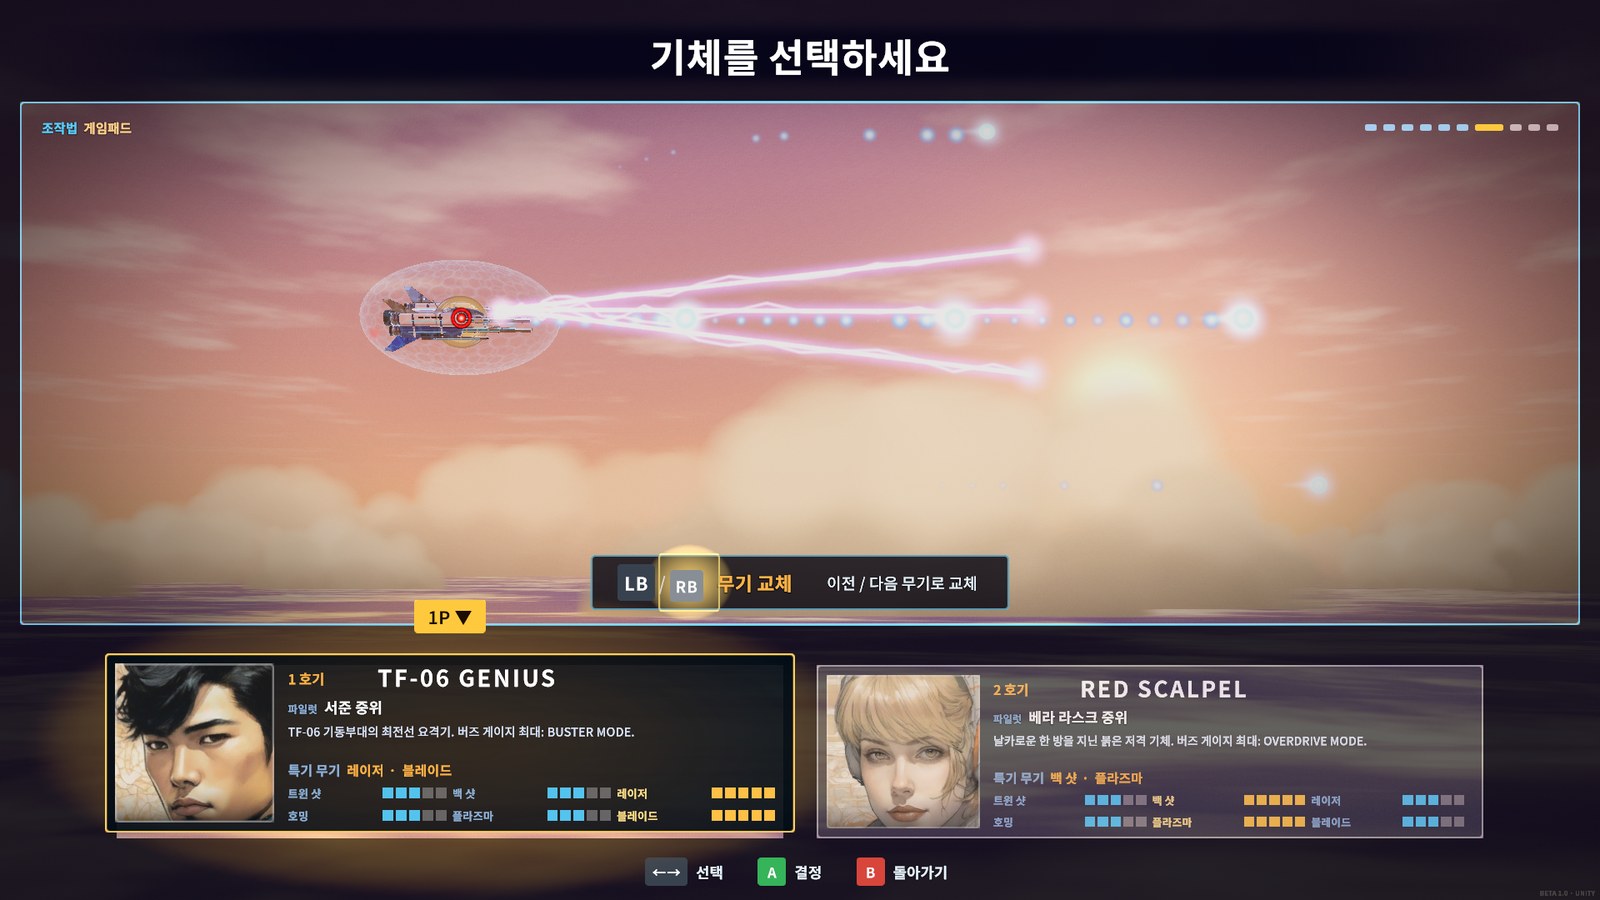 기체를 선택하세요
조작법 게임패드
LB / RB 무기 교체 이전 / 다음 무기로 교체
1P ▼
1호기 TF-06 GENIUS
파일럿 서준 중위
TF-06 기동부대의 최전선 요격기. 버즈 게이지 최대: BUSTER MODE.
특기 무기 레이저 · 블레이드
트윈 샷 백 샷 레이저
호밍 플라즈마 블레이드
2호기 RED SCALPEL
파일럿 베라 라스크 중위
날카로운 한 방을 지닌 붉은 저격 기체. 버즈 게이지 최대: OVERDRIVE MODE.
특기 무기 백 샷 · 플라즈마
트윈 샷 백 샷 레이저
호밍 플라즈마 블레이드
←→ 선택 A 결정 B 돌아가기
BETA 1.0 · UNITY